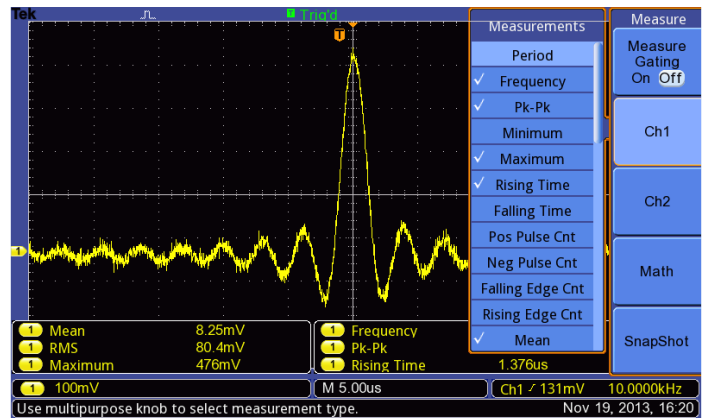 Tek
T Trig'd
T
1
Measurements
Period
✓ Frequency
✓ Pk-Pk
Minimum
✓ Maximum
✓ Rising Time
Falling Time
Pos Pulse Cnt
Neg Pulse Cnt
Falling Edge Cnt
Rising Edge Cnt
✓ Mean
Measure
Measure
Gating
On Off
Ch1
Ch2
Math
SnapShot
1 Mean 8.25mV
1 RMS 80.4mV
1 Maximum 476mV
1 Frequency
1 Pk-Pk
1 Rising Time 1.376us
1 100mV
M 5.00us
Ch1 131mV 10.0000kHz
Use multipurpose knob to select measurement type.
Nov 19, 2013, 16:20